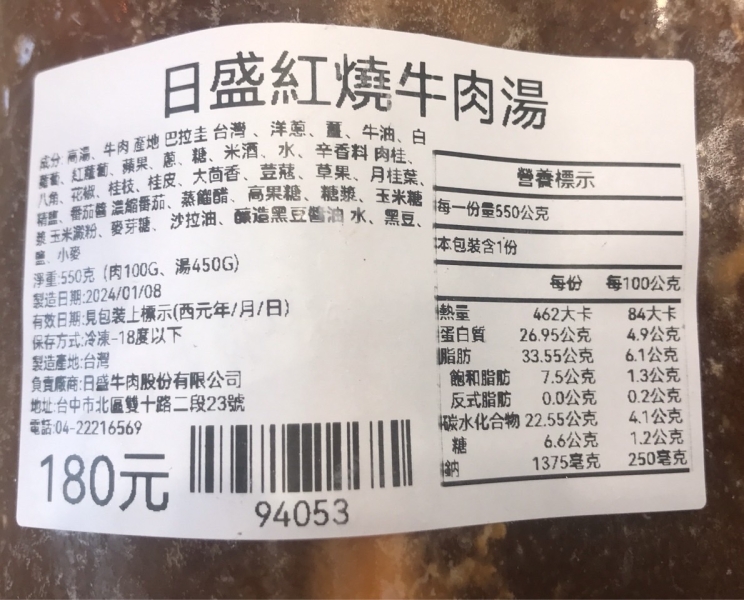 日盛紅燒牛肉湯
成分:高湯、牛肉 產地 巴拉圭 台灣 、洋蔥、薑、牛油、白
蘿蔔、紅蘿蔔、蘋果、蔥、糖、米酒、水、辛香料 肉桂、
八角、花椒、桂枝、桂皮、大茴香、荳蔻、草果、月桂葉、
精鹽、番茄醬 濃縮番茄、蒸餾醋、高果糖、糖漿、玉米糖
漿 玉米澱粉、麥芽糖、沙拉油、釀造黑豆醬油 水、黑豆、
鹽、小麥
淨重:550克 (肉100G、湯450G)
製造日期:2024/01/08
有效日期:見包裝上標示(西元年/月/日)
保存方式:冷凍-18度以下
製造產地:台灣
負責廠商:日盛牛肉股份有限公司
地址:台中市北區雙十路二段23號
電話:04-22216569
180元
94053
營養標示
每一份量550公克
本包裝含1份
每份 每100公克
熱量 462大卡 84大卡
蛋白質 26.95公克 4.9公克
脂肪 33.55公克 6.1公克
飽和脂肪 7.5公克 1.3公克
反式脂肪 0.0公克 0.2公克
碳水化合物 22.55公克 4.1公克
糖 6.6公克 1.2公克
鈉 1375毫克 250毫克